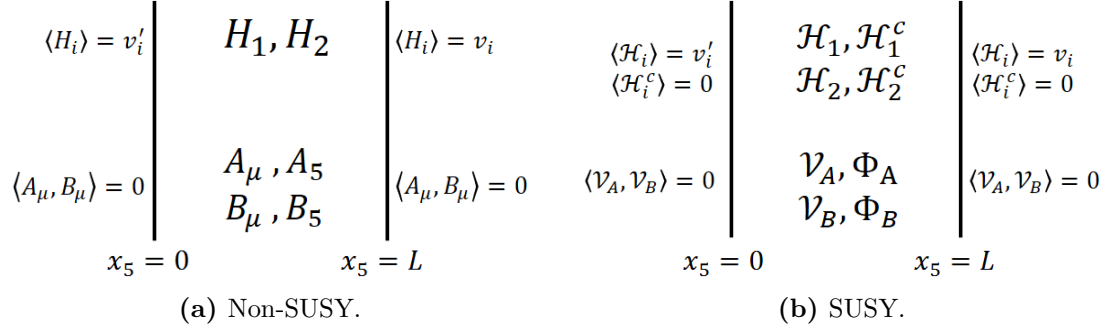 ⟨H_i⟩ = v_i′ H_1, H_2 ⟨H_i⟩ = v_i
⟨A_μ, B_μ⟩ = 0 A_μ , A_5 ⟨A_μ, B_μ⟩ = 0
B_μ , B_5
x_5 = 0 x_5 = L
(a) Non-SUSY.
⟨ℋ_i⟩ = v_i′ ℋ_1, ℋ_1^c ⟨ℋ_i⟩ = v_i
⟨ℋ_i^c⟩ = 0 ℋ_2, ℋ_2^c ⟨ℋ_i^c⟩ = 0
⟨𝒱_A, 𝒱_B⟩ = 0 𝒱_A, Φ_A ⟨𝒱_A, 𝒱_B⟩ = 0
𝒱_B, Φ_B
x_5 = 0 x_5 = L
(b) SUSY.